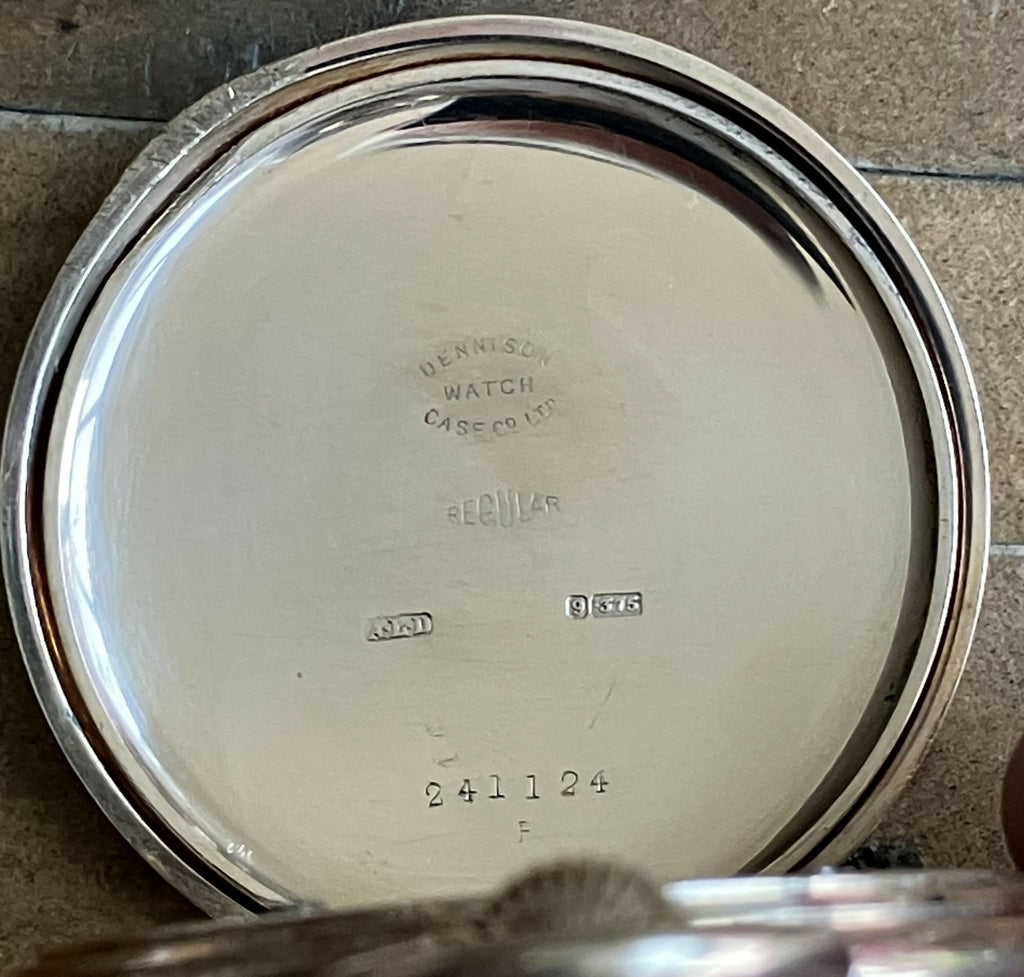 DENNISON
WATCH
CASE CO LTD
REGULAR
9 375
241124
F